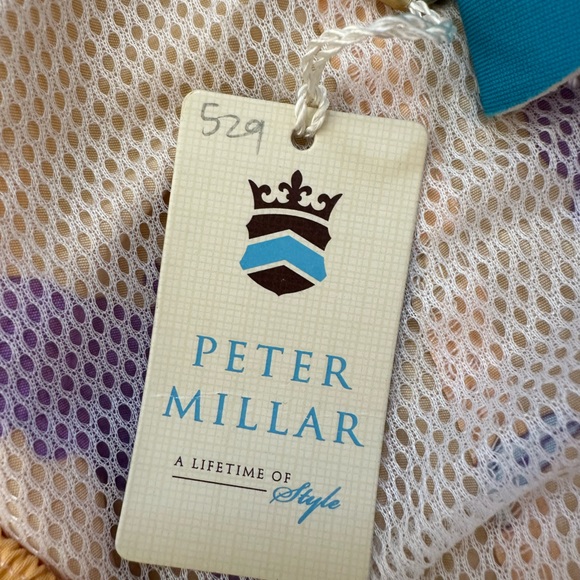 529
PETER
MILLAR
A LIFETIME OF
Style